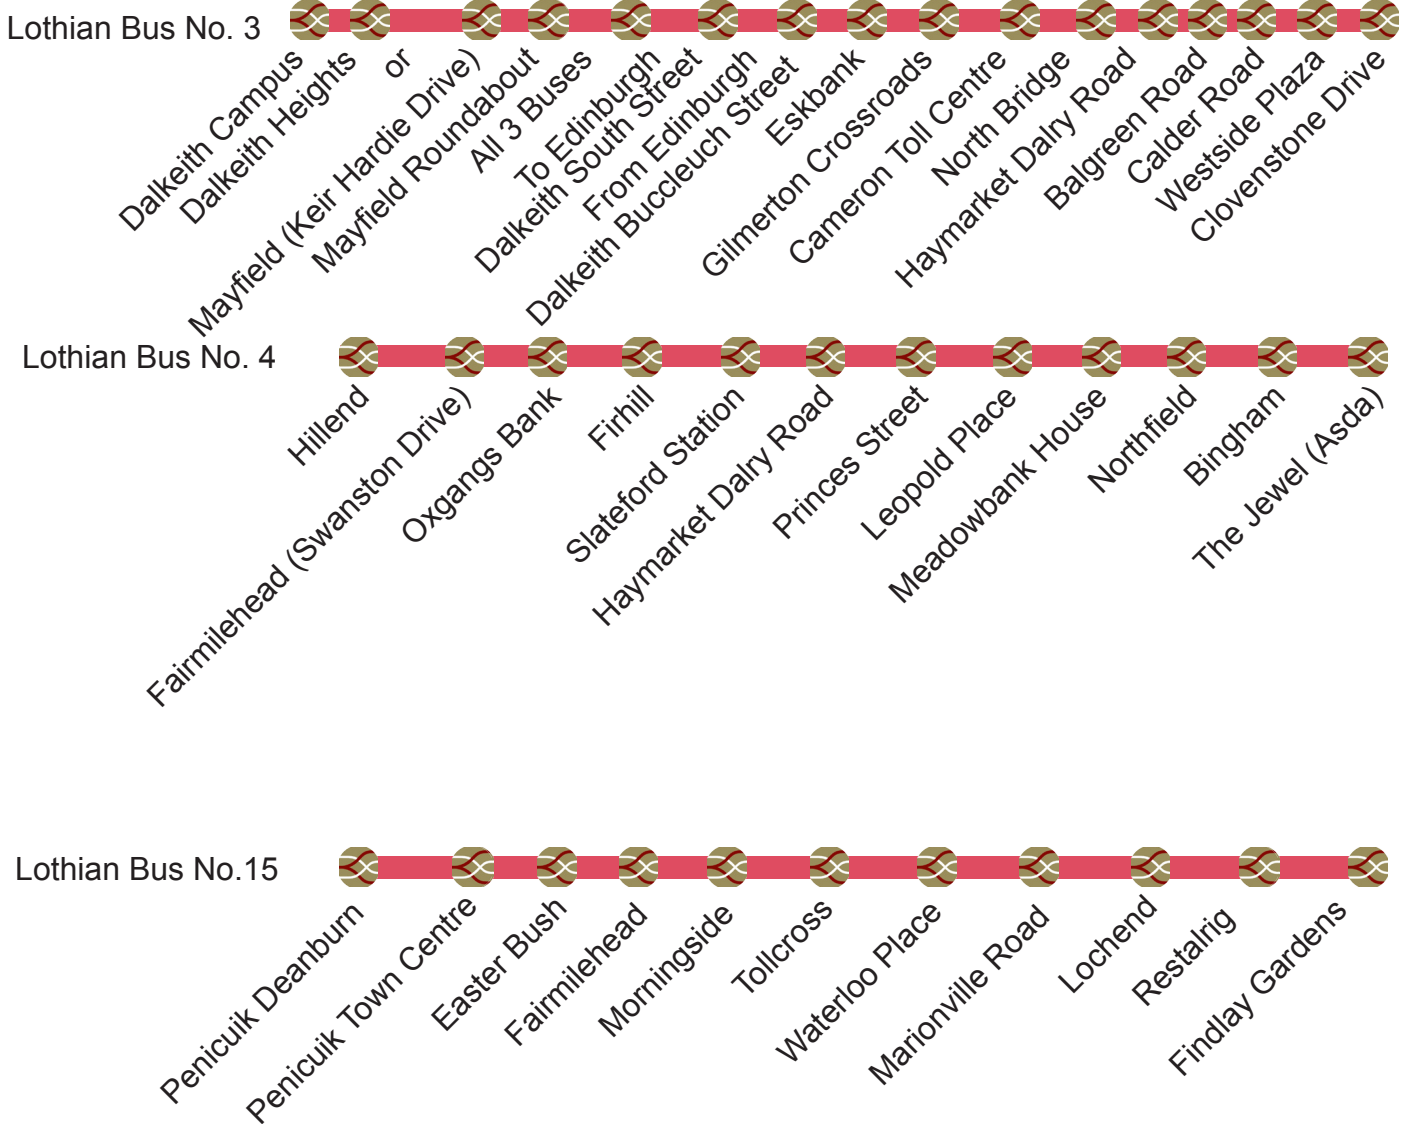 Lothian Bus No. 3
Dalkeith Campus
Dalkeith Heights
or
Mayfield (Keir Hardie Drive)
Mayfield Roundabout
All 3 Buses
To Edinburgh
Dalkeith South Street
From Edinburgh
Dalkeith Buccleuch Street
Eskbank
Gilmerton Crossroads
Cameron Toll Centre
North Bridge
Haymarket Dalry Road
Balgreen Road
Calder Road
Westside Plaza
Clovenstone Drive
Lothian Bus No. 4
Hillend
Fairmilehead (Swanston Drive)
Oxgangs Bank
Firhill
Slateford Station
Haymarket Dalry Road
Princes Street
Leopold Place
Meadowbank House
Northfield
Bingham
The Jewel (Asda)
Lothian Bus No.15
Penicuik Deanburn
Penicuik Town Centre
Easter Bush
Fairmilehead
Morningside
Tollcross
Waterloo Place
Marionville Road
Lochend
Restalrig
Findlay Gardens